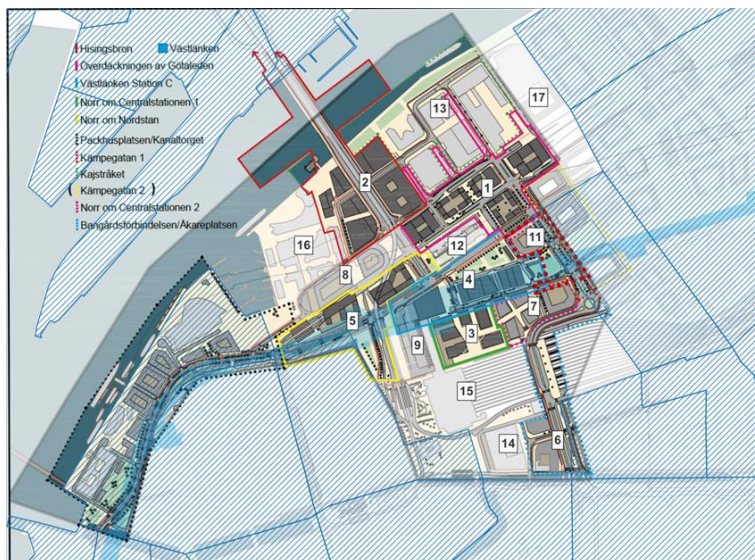 Hisingsbron
Västlänken
Överdäckningen av Götaleden
Västlänken Station C
Norr om Centralstationen 1
Norr om Nordstan
Packhusplatsen/Kanaltorget
Kämpegatan 1
Kajstråket
( Kämpegatan 2 )
Norr om Centralstationen 2
Bangårdsförbindelsen/Åkareplatsen
17
13
2
1
16
12
11
8
4
5
7
3
9
15
14
6